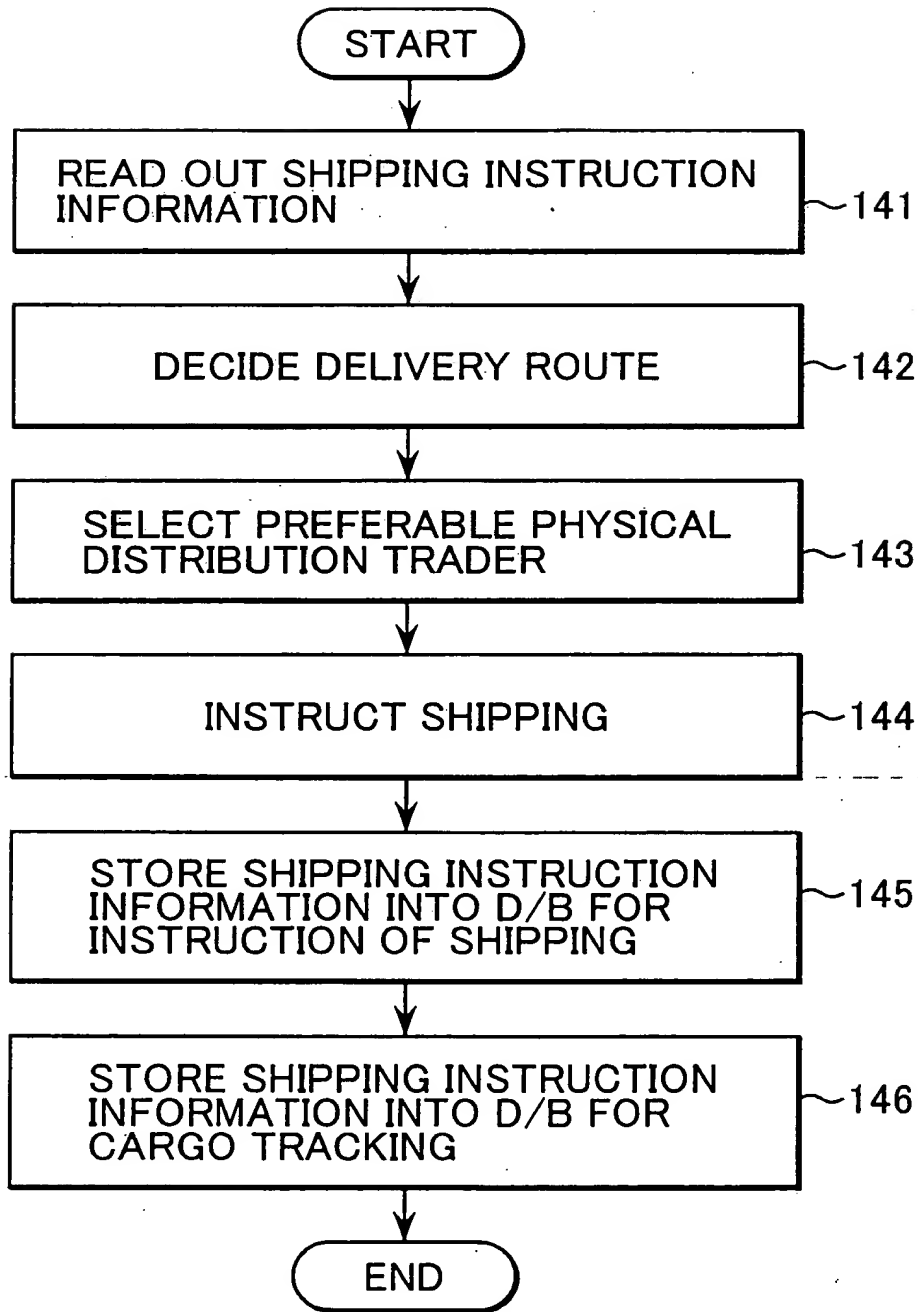 START
READ OUT SHIPPING INSTRUCTION
INFORMATION
141
DECIDE DELIVERY ROUTE
142
SELECT PREFERABLE PHYSICAL
DISTRIBUTION TRADER
143
INSTRUCT SHIPPING
144
STORE SHIPPING INSTRUCTION
INFORMATION INTO D/B FOR
INSTRUCTION OF SHIPPING
145
STORE SHIPPING INSTRUCTION
INFORMATION INTO D/B FOR
CARGO TRACKING
146
END